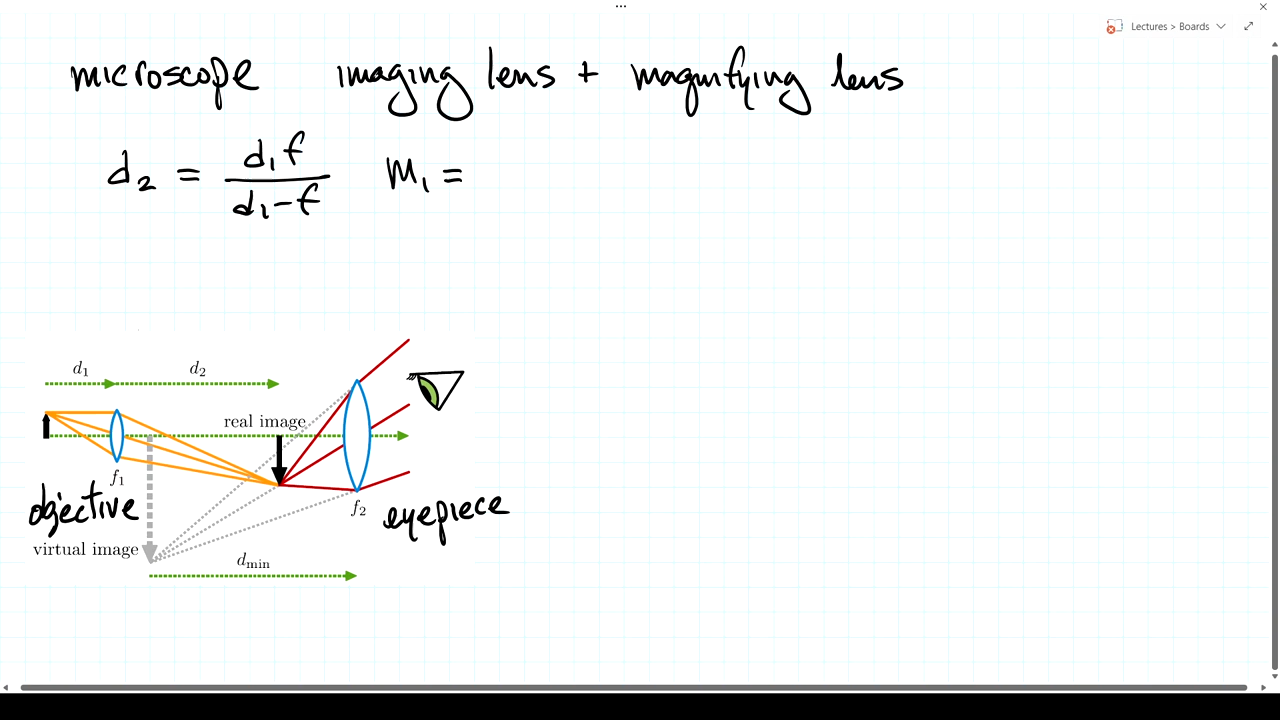 Lectures > Boards
microscope imaging lens + magnifying lens
d₂ = d₁f / (d₁-f) M₁ =
d₁ d₂
real image
f₁
objective
f₂
eyepiece
virtual image
d_min